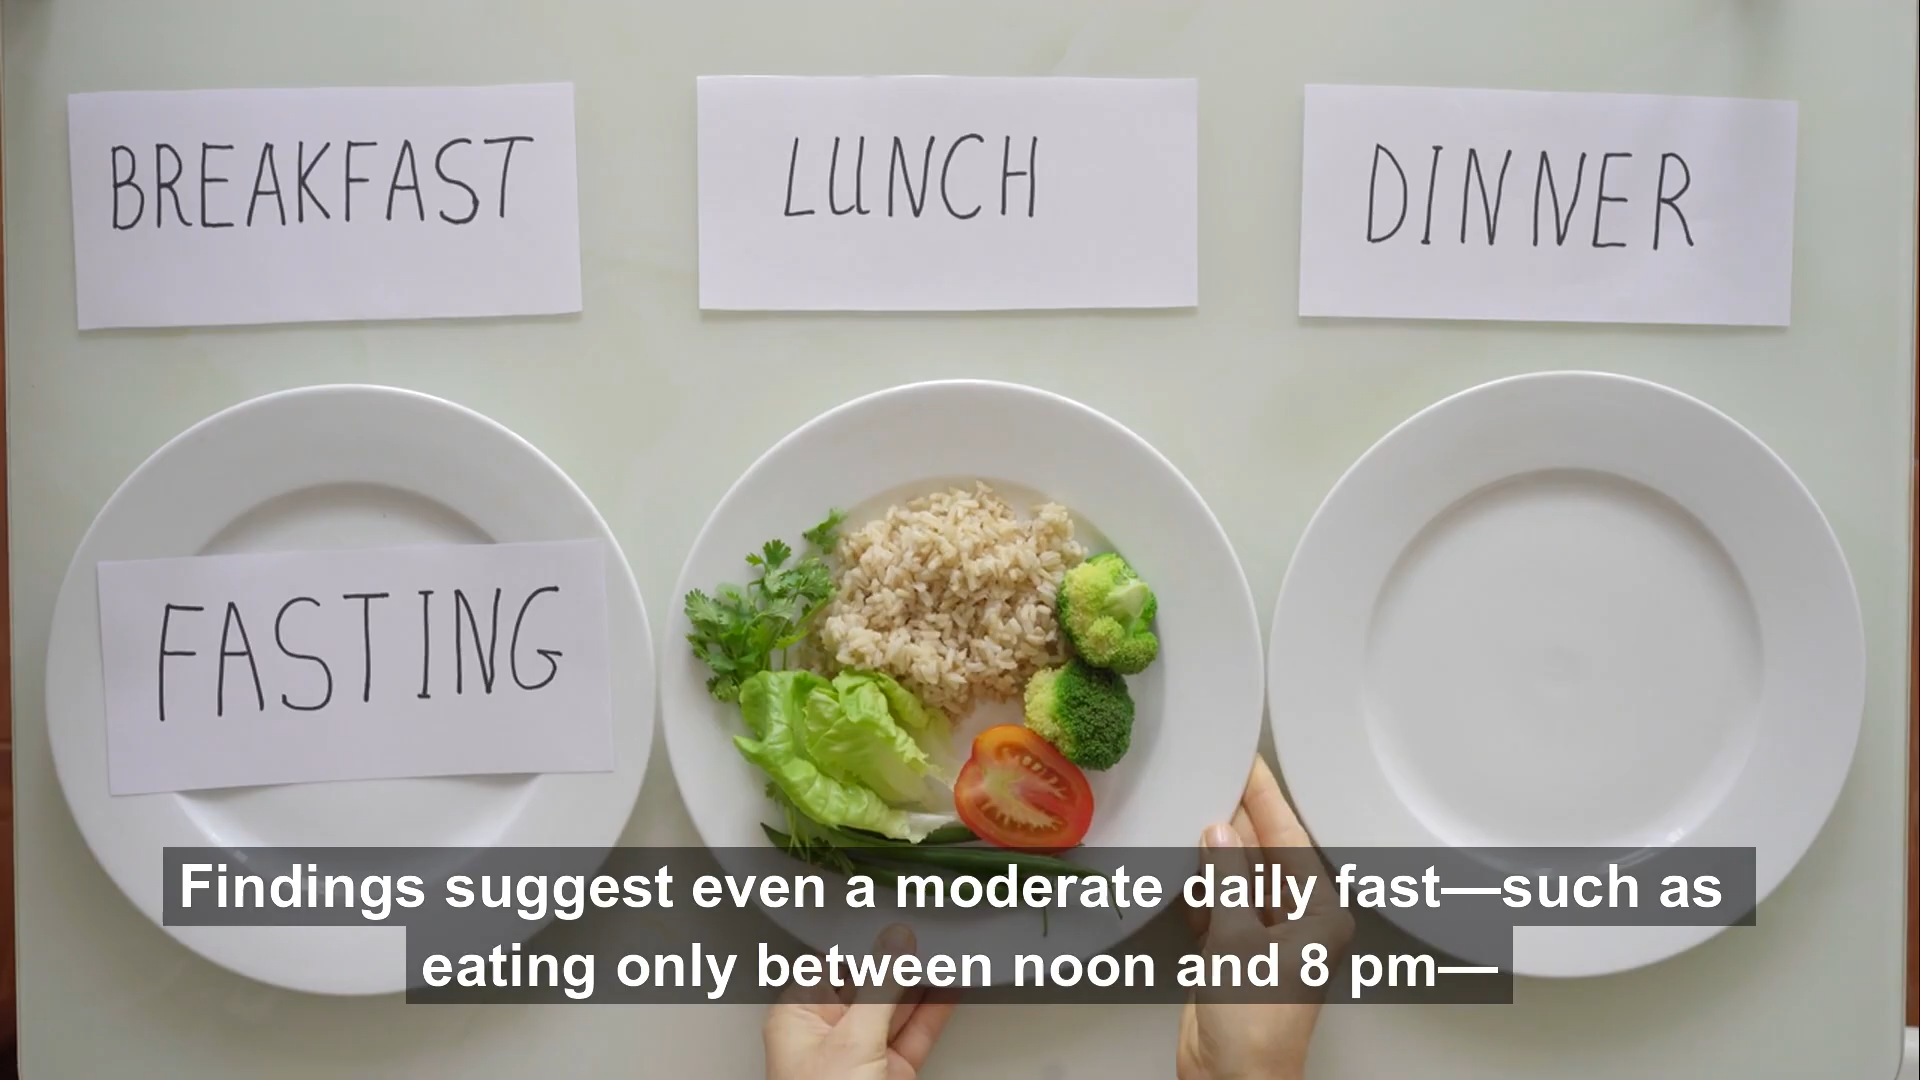 BREAKFAST
LUNCH
DINNER
FASTING
Findings suggest even a moderate daily fast—such as
eating only between noon and 8 pm—